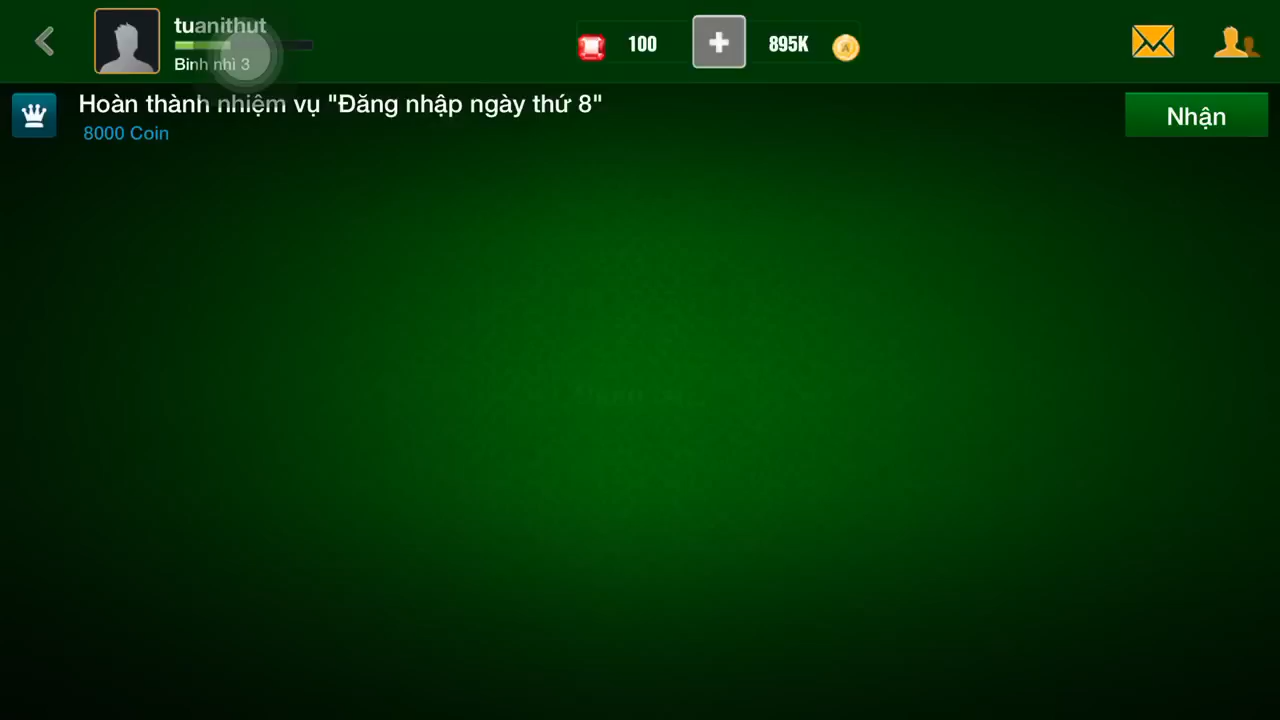 tuanithut
Binh nhì 3
100
895K
Hoàn thành nhiệm vụ "Đăng nhập ngày thứ 8"
8000 Coin
Nhận